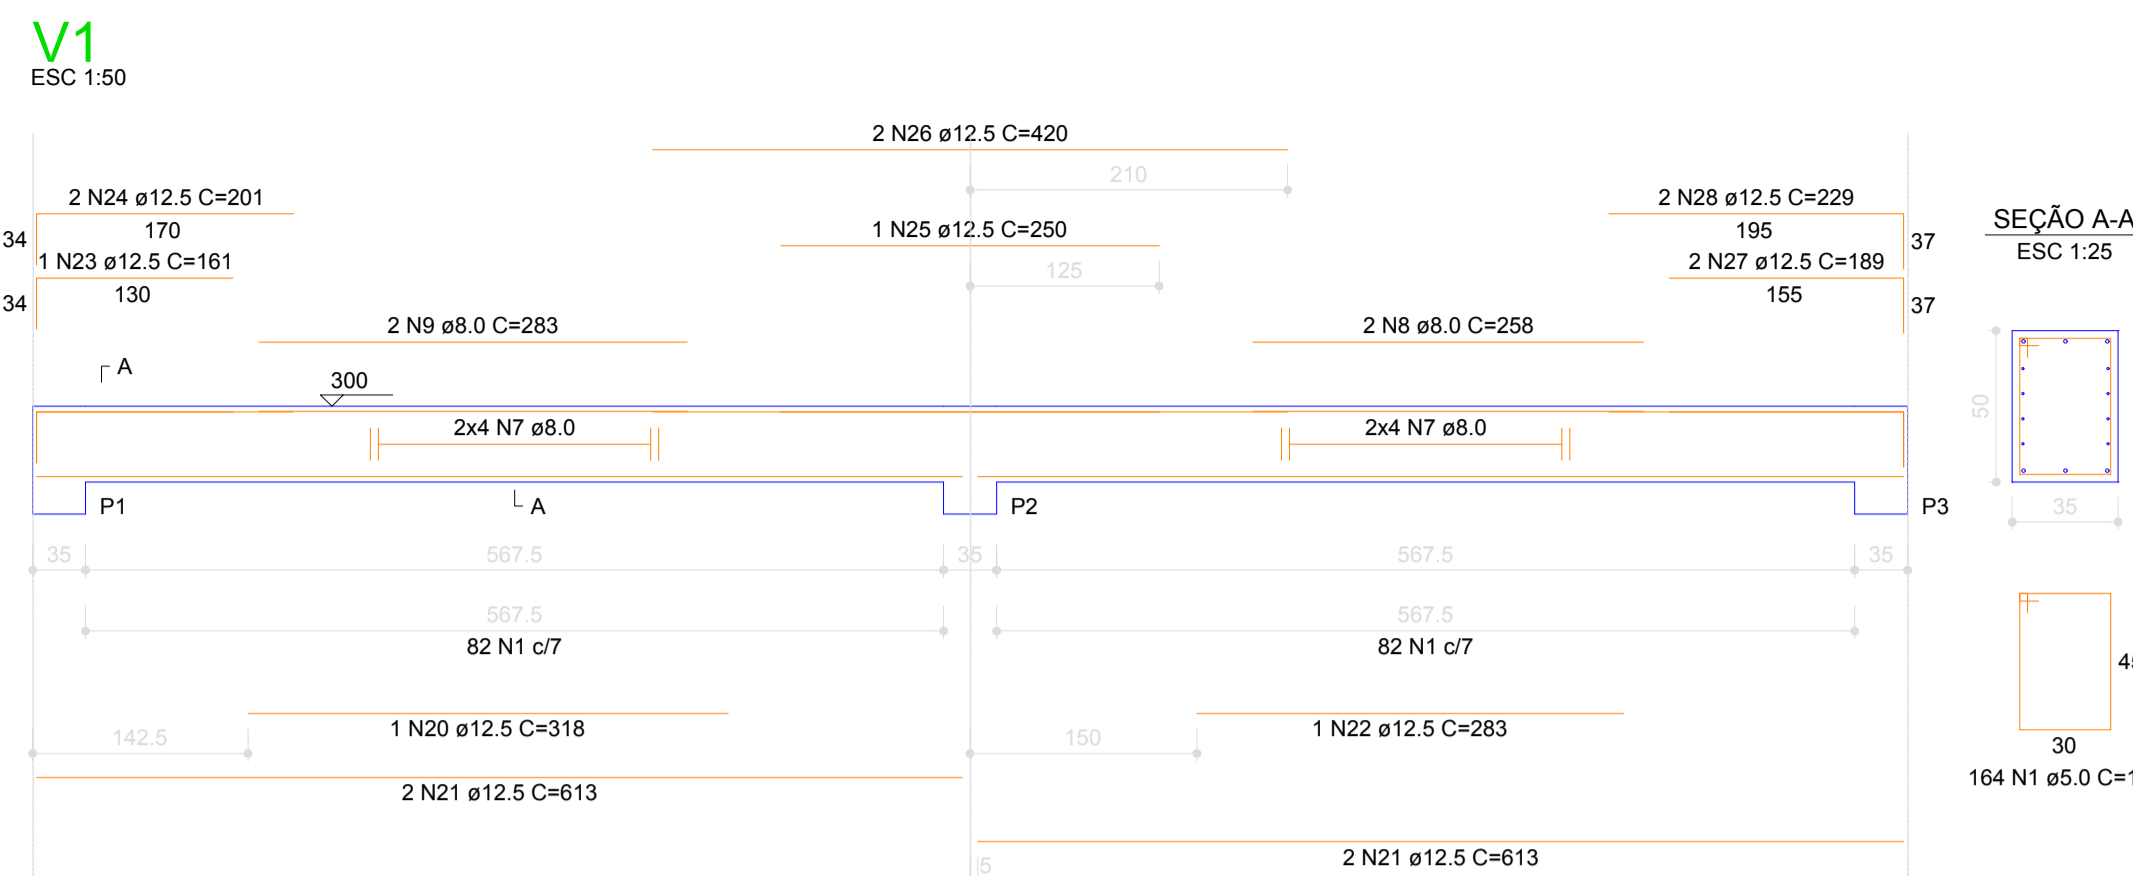 V1
ESC 1:50
2 N26 ø12.5 C=420
210
2 N24 ø12.5 C=201
170
34
1 N23 ø12.5 C=161
130
34
1 N25 ø12.5 C=250
125
2 N28 ø12.5 C=229
195
37
2 N27 ø12.5 C=189
155
37
2 N9 ø8.0 C=283
2 N8 ø8.0 C=258
A
300
2x4 N7 ø8.0
2x4 N7 ø8.0
P1
A
P2
P3
35
567.5
35
567.5
35
567.5
567.5
82 N1 c/7
82 N1 c/7
1 N20 ø12.5 C=318
142.5
1 N22 ø12.5 C=283
150
2 N21 ø12.5 C=613
2 N21 ø12.5 C=613
5
SEÇÃO A-A
ESC 1:25
50
35
30
164 N1 ø5.0